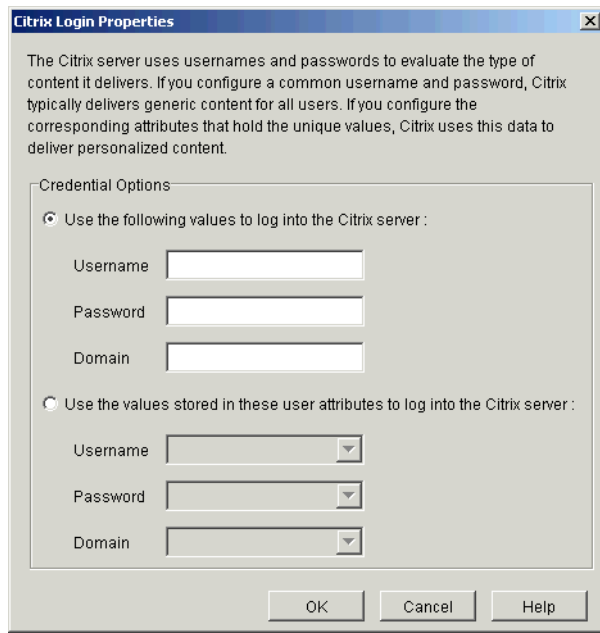 Citrix Login Properties
The Citrix server uses usernames and passwords to evaluate the type of
content it delivers. If you configure a common username and password, Citrix
typically delivers generic content for all users. If you configure the
corresponding attributes that hold the unique values, Citrix uses this data to
deliver personalized content.
Credential Options
Use the following values to log into the Citrix server :
Username
Password
Domain
Use the values stored in these user attributes to log into the Citrix server :
Username
Password
Domain
OK Cancel Help